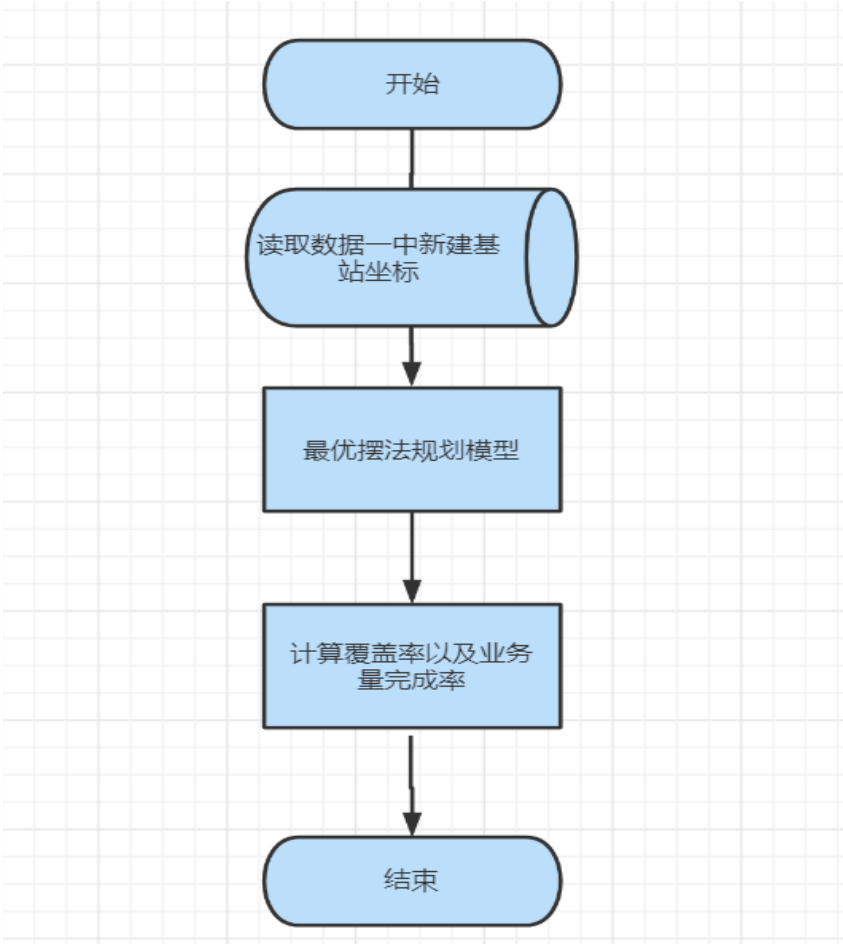 开始
读取数据一中新建基
站坐标
最优摆法规划模型
计算覆盖率以及业务
量完成率
结束